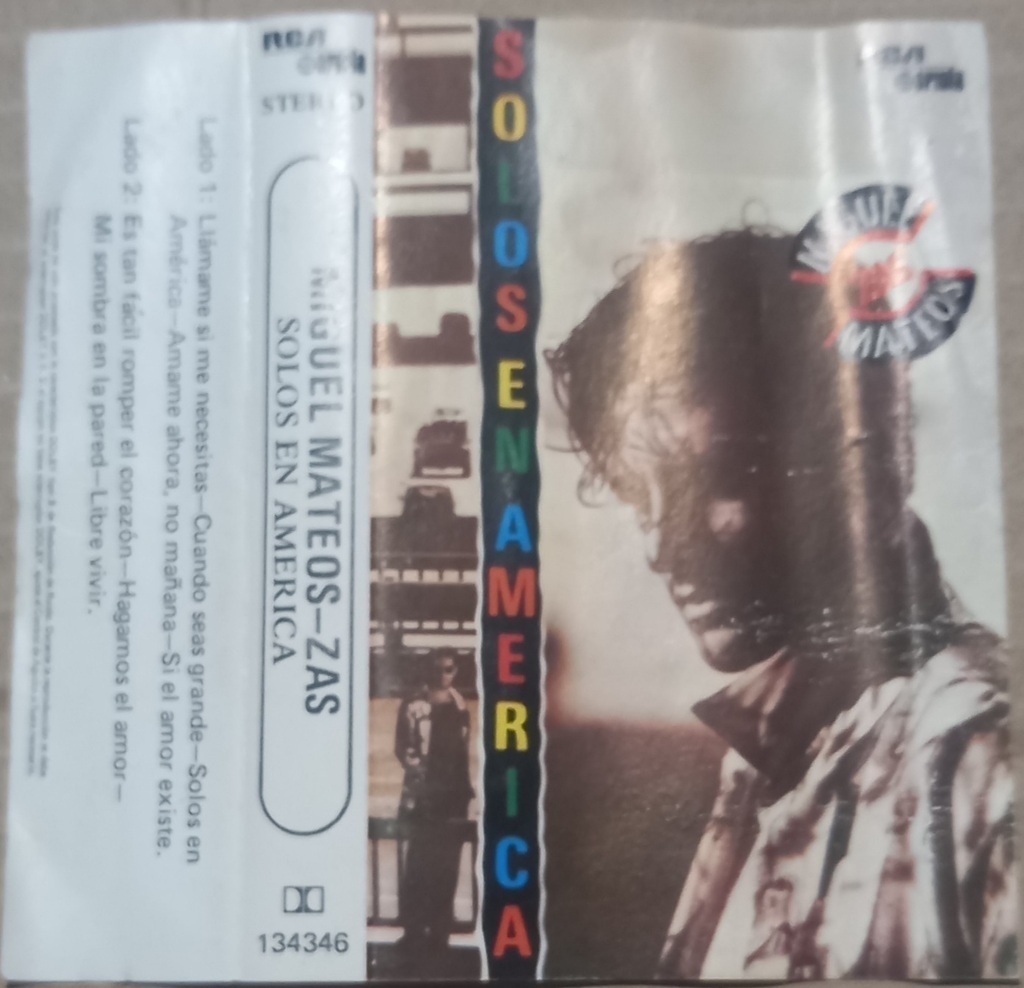 Lado 1: Llámame si me necesitas—Cuando seas grande—Solos en
América—Amame ahora, no mañana—Si el amor existe.
Lado 2: Es tan fácil romper el corazón—Hagamos el amor—
Mi sombra en la pared—Libre vivir.
RCA
STEREO
MIGUEL MATEOS—ZAS
SOLOS EN AMERICA
134346
SOLOS EN AMERICA
RCA
MIGUEL
MATEOS